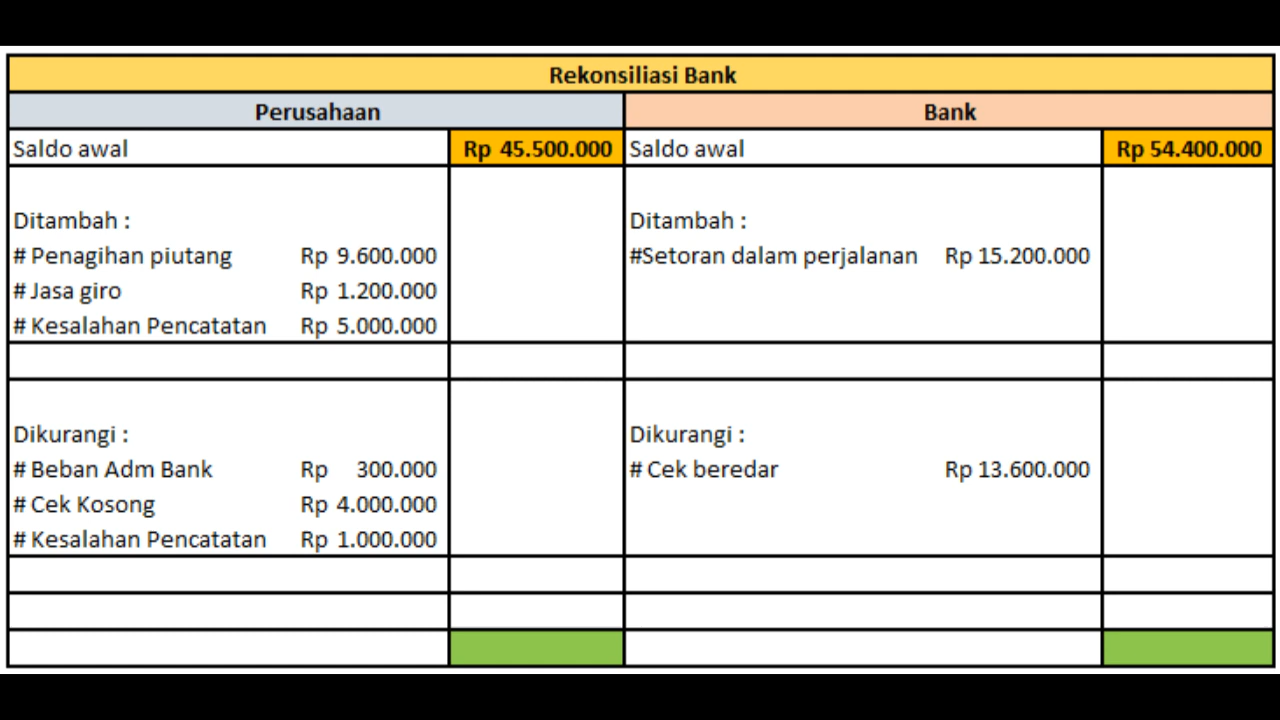 Rekonsiliasi Bank
Perusahaan Bank
Saldo awal Rp 45.500.000 Saldo awal Rp 54.400.000
Ditambah : Ditambah :
# Penagihan piutang Rp 9.600.000 #Setoran dalam perjalanan Rp 15.200.000
# Jasa giro Rp 1.200.000
# Kesalahan Pencatatan Rp 5.000.000
Dikurangi : Dikurangi :
# Beban Adm Bank Rp 300.000 # Cek beredar Rp 13.600.000
# Cek Kosong Rp 4.000.000
# Kesalahan Pencatatan Rp 1.000.000